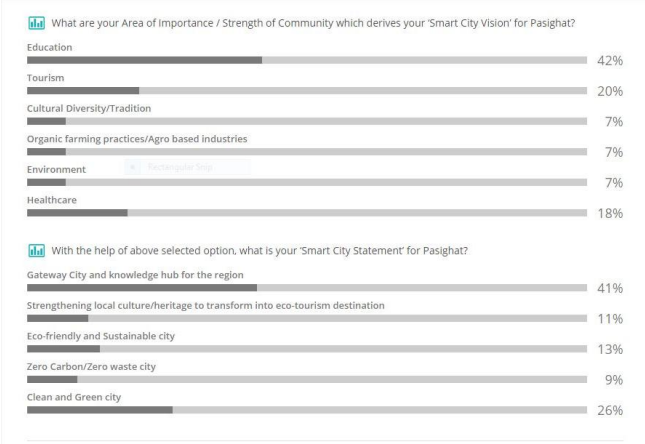 What are your Area of Importance / Strength of Community which derives your 'Smart City Vision' for Pasighat?
Education
42%
Tourism
20%
Cultural Diversity/Tradition
7%
Organic farming practices/Agro based industries
7%
Environment
Rectangular Snip
7%
Healthcare
18%
With the help of above selected option, what is your 'Smart City Statement' for Pasighat?
Gateway City and knowledge hub for the region
41%
Strengthening local culture/heritage to transform into eco-tourism destination
11%
Eco-friendly and Sustainable city
13%
Zero Carbon/Zero waste city
9%
Clean and Green city
26%